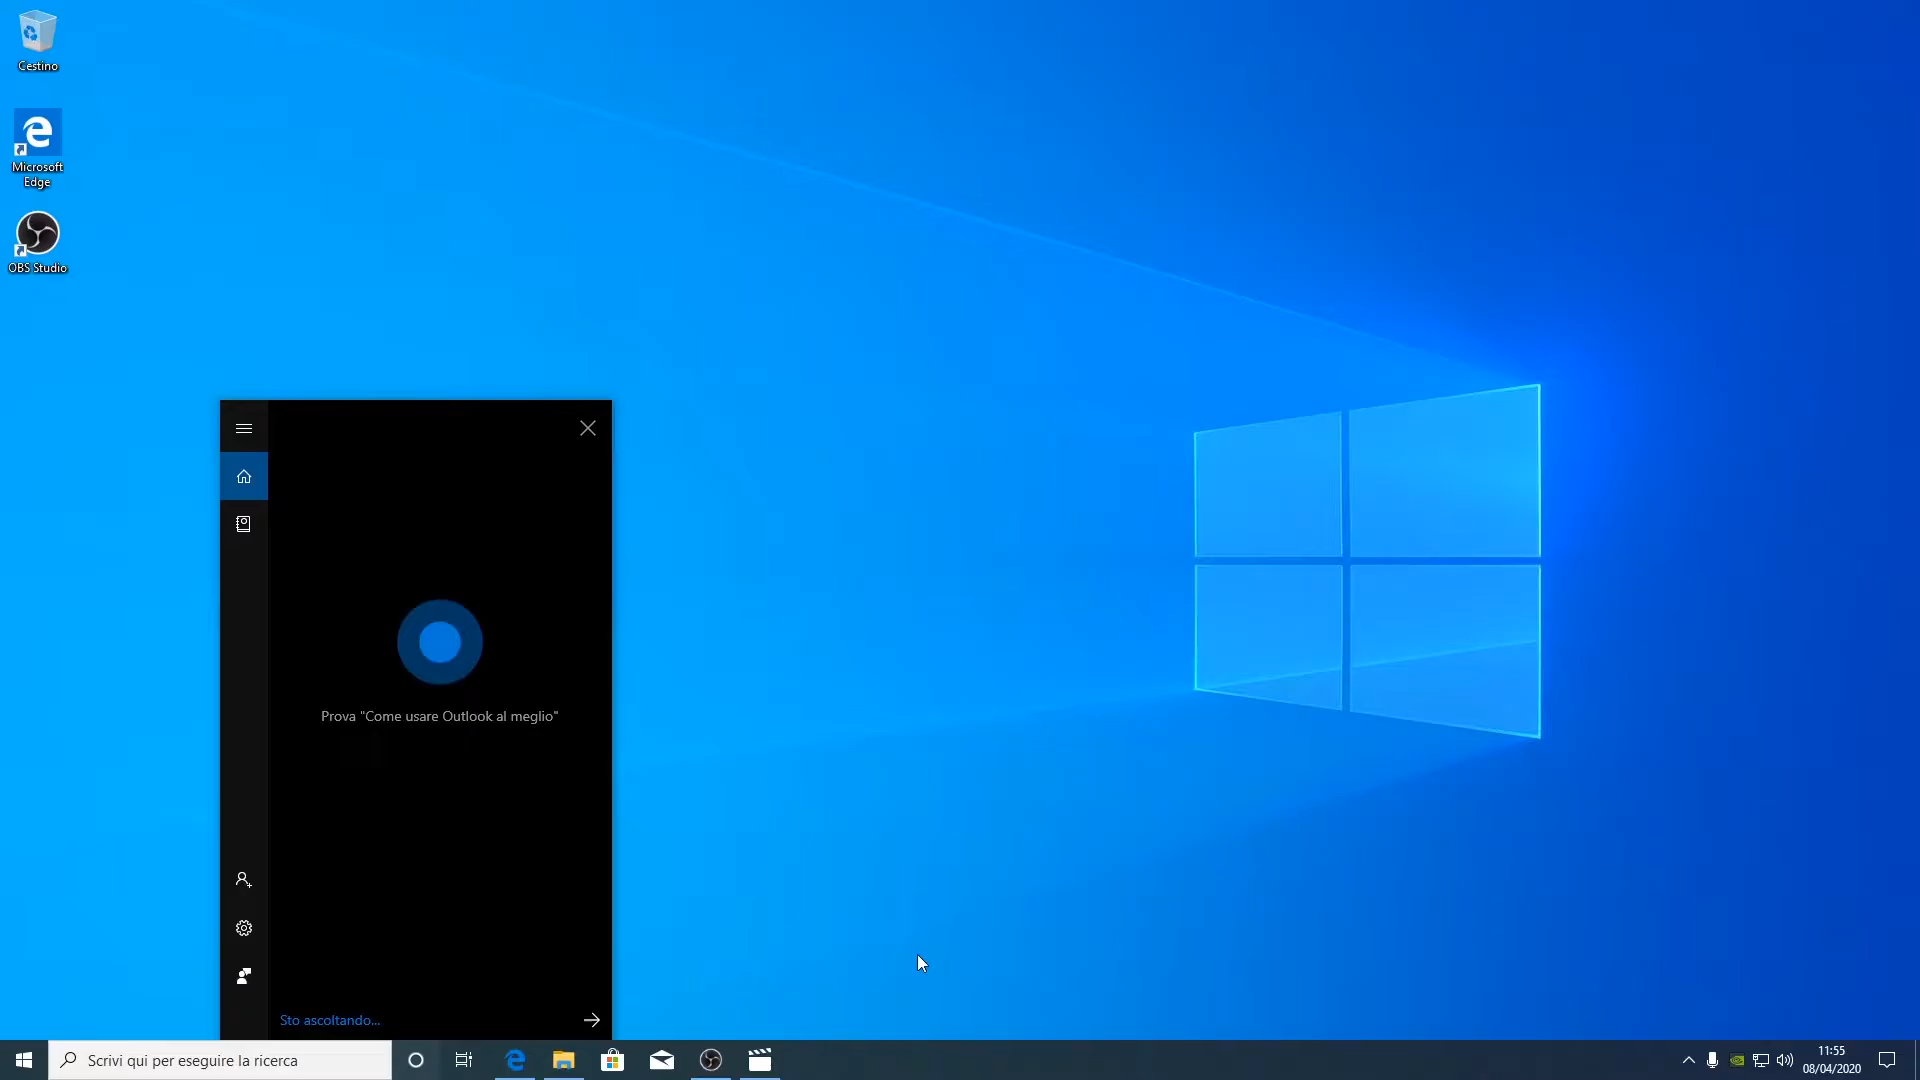 Cestino
Microsoft
Edge
OBS Studio
Prova "Come usare Outlook al meglio"
Sto ascoltando...
Scrivi qui per eseguire la ricerca
11:55
08/04/2020